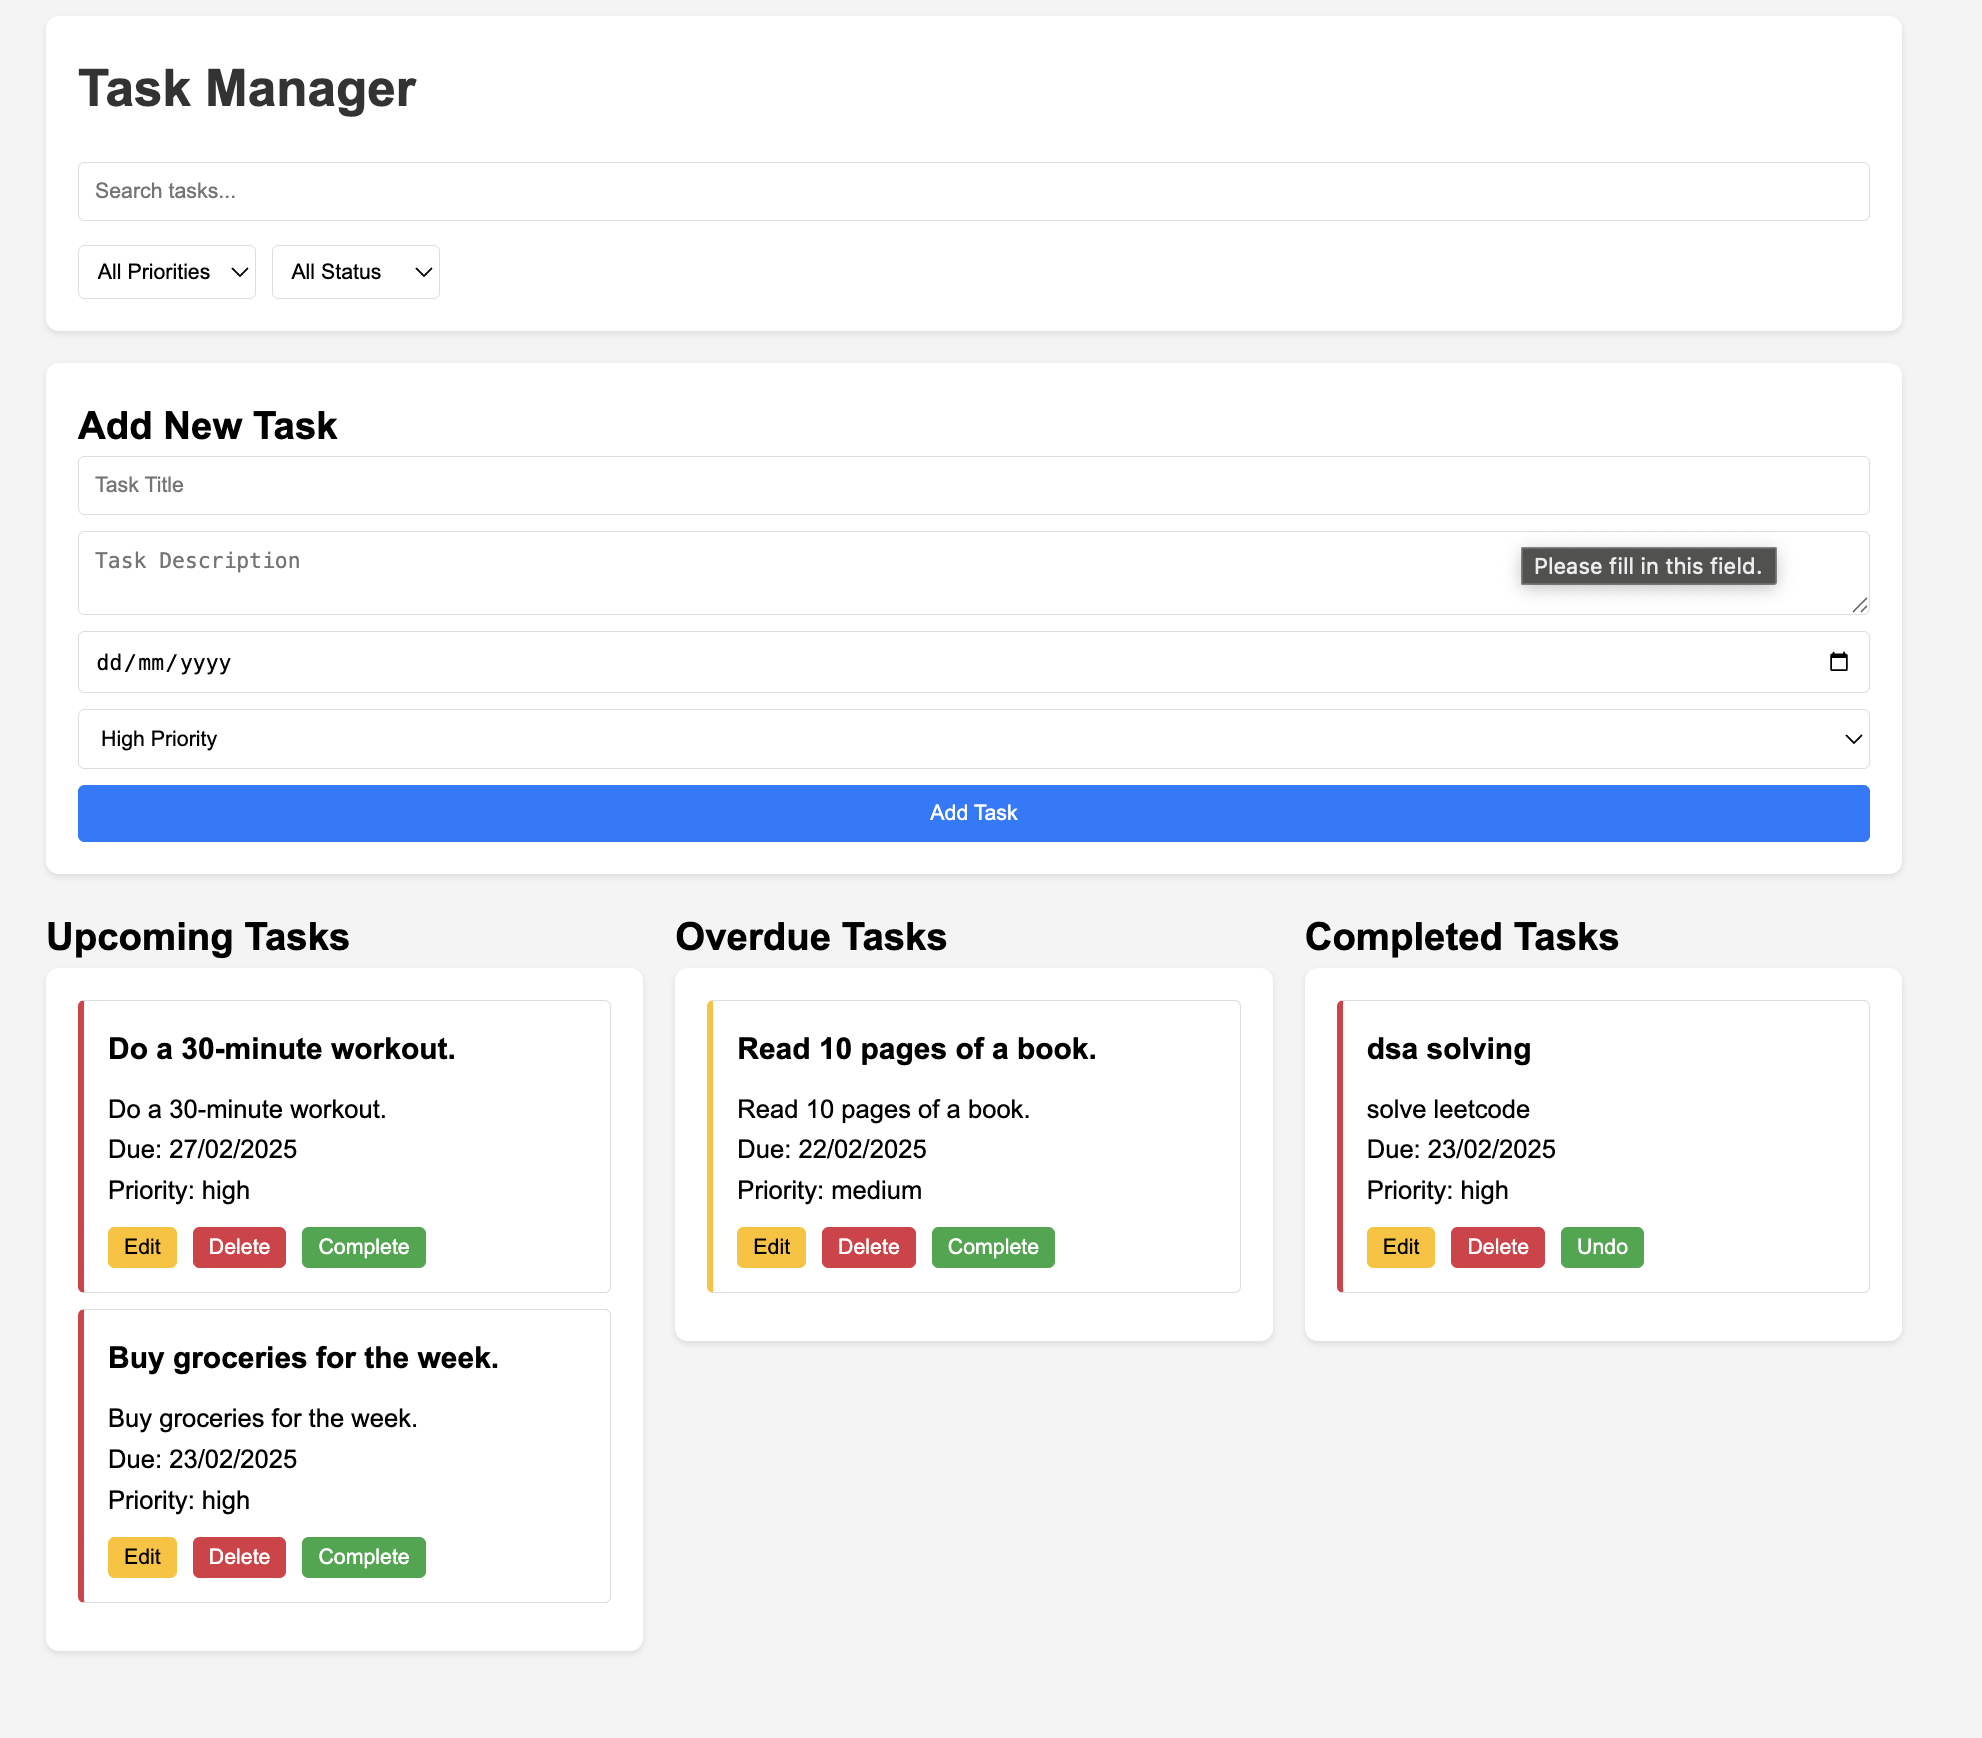 Task Manager
Search tasks...
All Priorities
All Status
Add New Task
Task Title
Task Description
Please fill in this field.
dd/mm/yyyy
High Priority
Add Task
Upcoming Tasks
Do a 30-minute workout.
Do a 30-minute workout.
Due: 27/02/2025
Priority: high
Edit
Delete
Complete
Buy groceries for the week.
Buy groceries for the week.
Due: 23/02/2025
Priority: high
Edit
Delete
Complete
Overdue Tasks
Read 10 pages of a book.
Read 10 pages of a book.
Due: 22/02/2025
Priority: medium
Edit
Delete
Complete
Completed Tasks
dsa solving
solve leetcode
Due: 23/02/2025
Priority: high
Edit
Delete
Undo